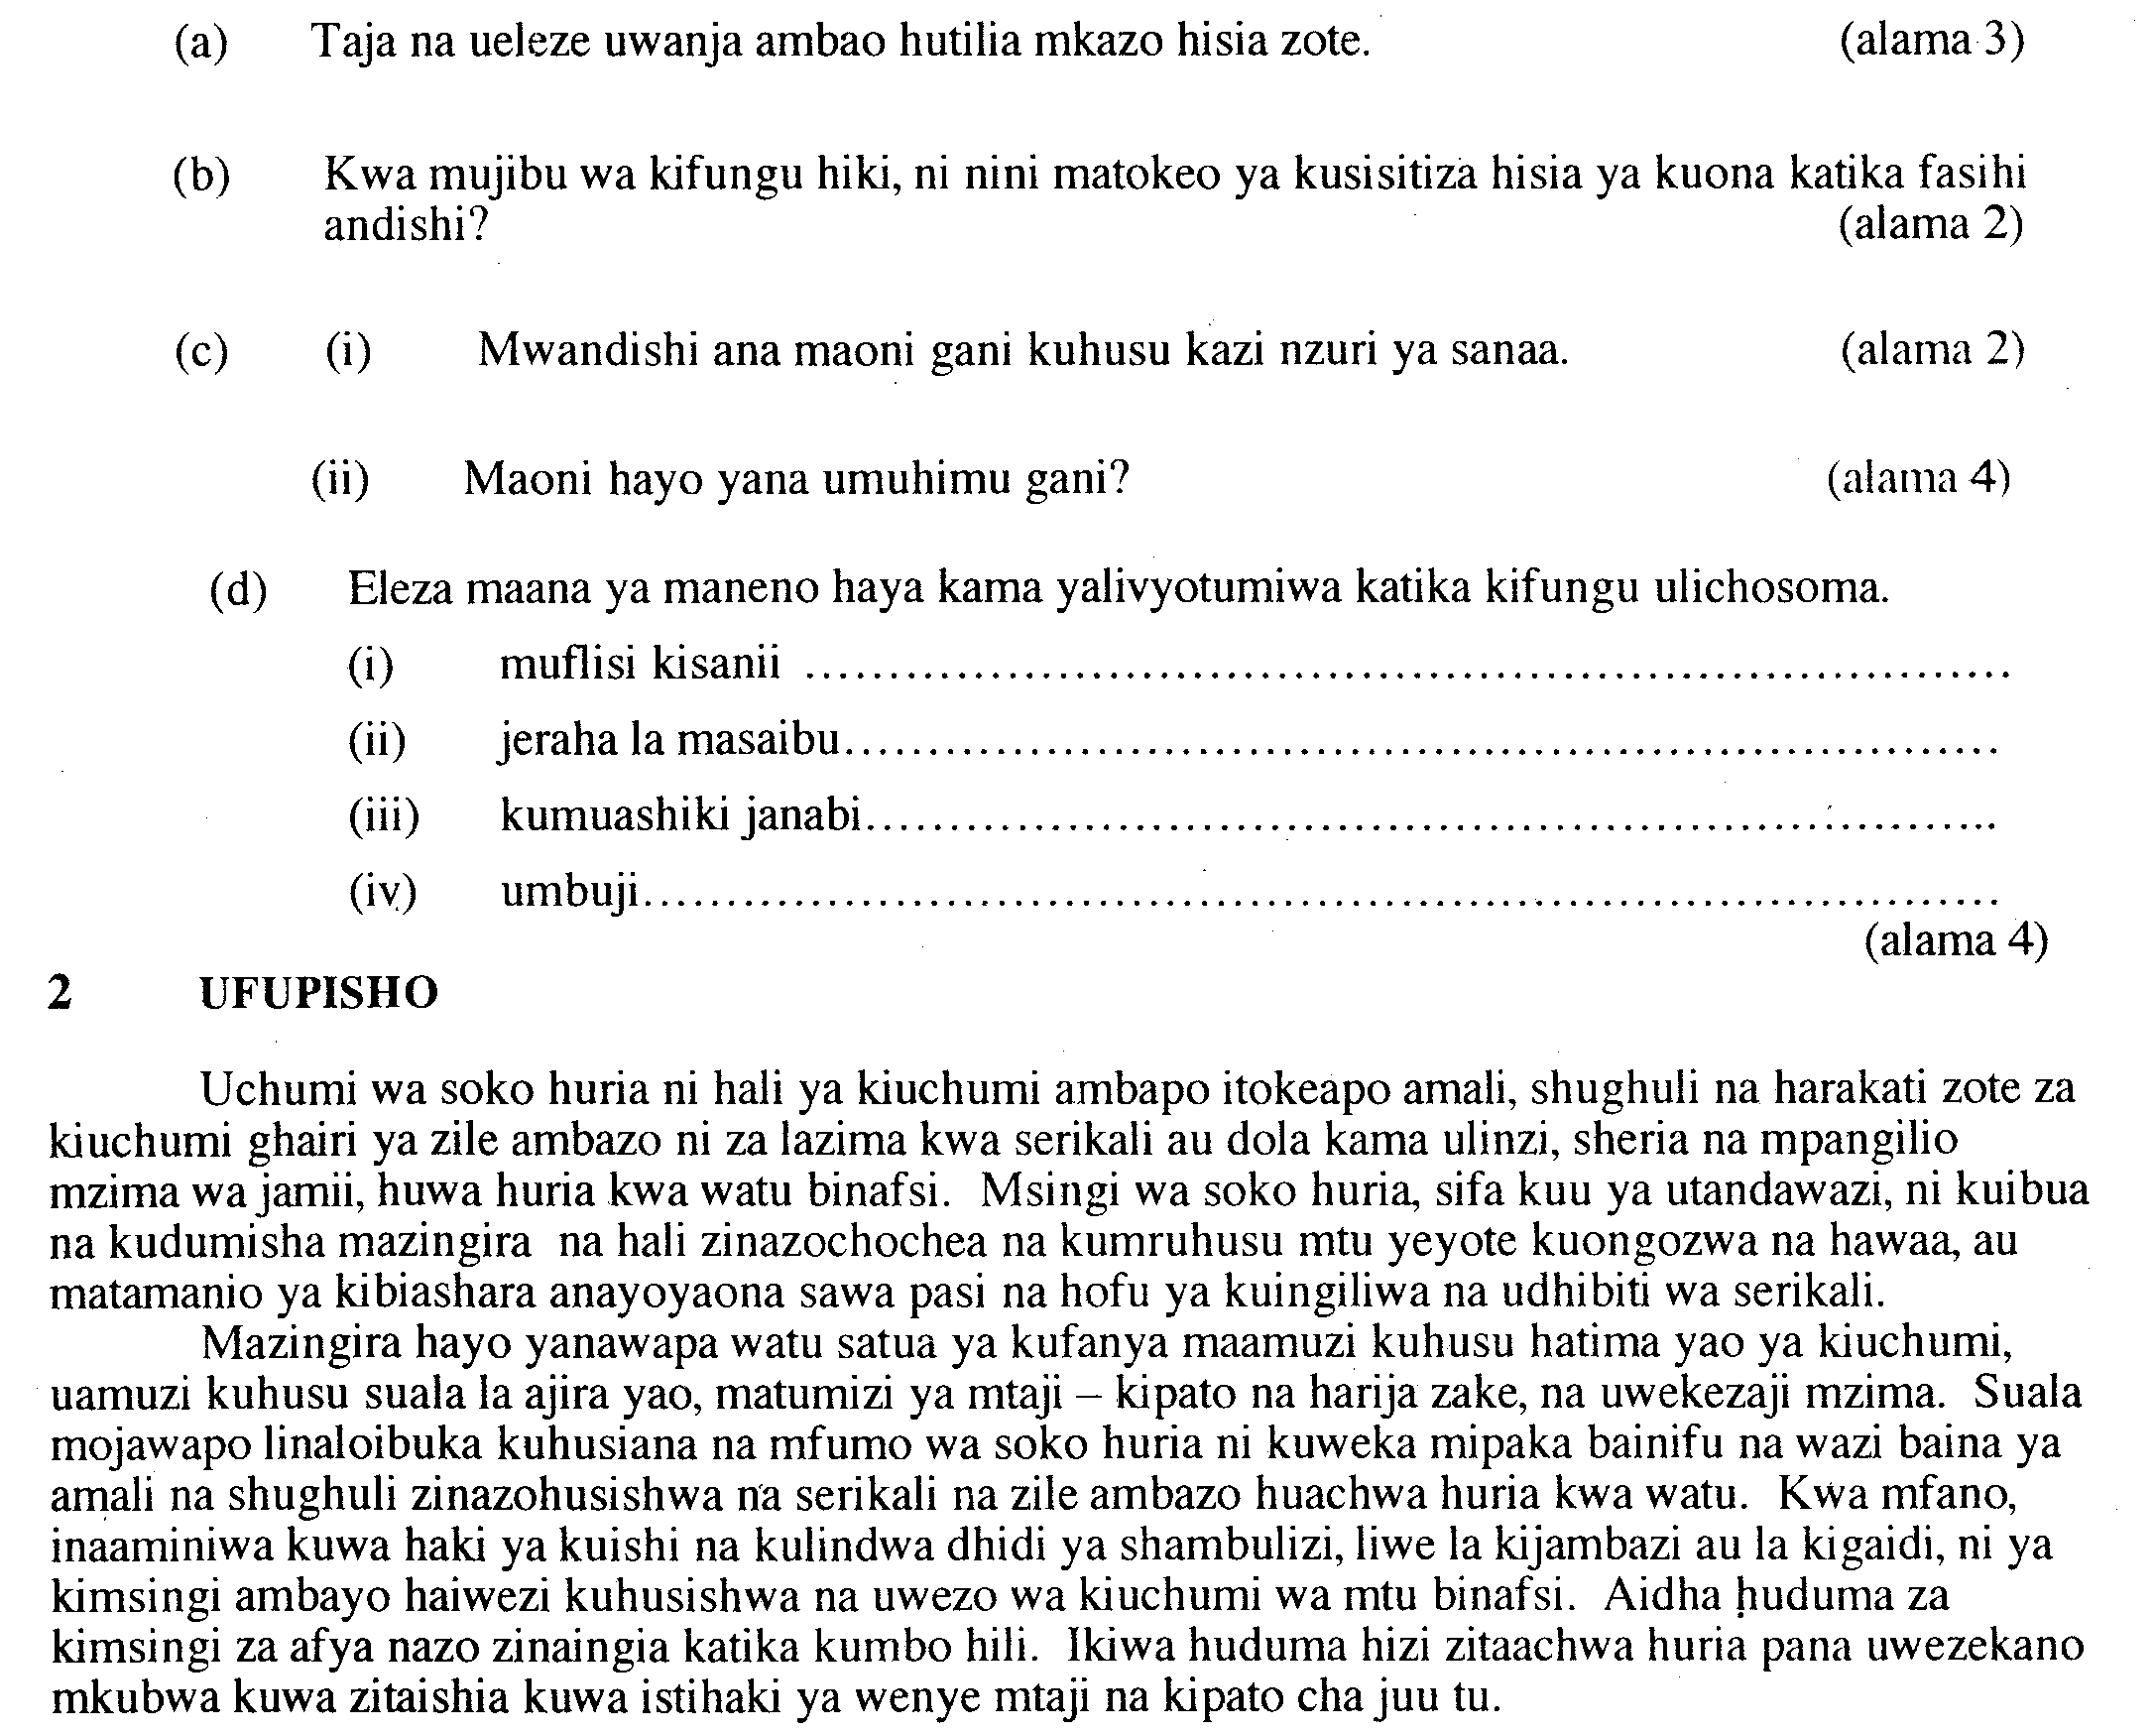 (a) Taja na ueleze uwanja ambao hutilia mkazo hisia zote. (alama 3)
(b) Kwa mujibu wa kifungu hiki, ni nini matokeo ya kusisitiza hisia ya kuona katika fasihi
andishi? (alama 2)
(c) (i) Mwandishi ana maoni gani kuhusu kazi nzuri ya sanaa. (alama 2)
(ii) Maoni hayo yana umuhimu gani? (alama 4)
(d) Eleza maana ya maneno haya kama yalivyotumiwa katika kifungu ulichosoma.
(i) muflisi kisanii ........................................................................
(ii) jeraha la masaibu......................................................................
(iii) kumuashiki janabi....................................................................
(iv) umbuji.................................................................................
(alama 4)
2 UFUPISHO
Uchumi wa soko huria ni hali ya kiuchumi ambapo itokeapo amali, shughuli na harakati zote za
kiuchumi ghairi ya zile ambazo ni za lazima kwa serikali au dola kama ulinzi, sheria na mpangilio
mzima wa jamii, huwa huria kwa watu binafsi. Msingi wa soko huria, sifa kuu ya utandawazi, ni kuibua
na kudumisha mazingira na hali zinazochochea na kumruhusu mtu yeyote kuongozwa na hawaa, au
matamanio ya kibiashara anayoyaona sawa pasi na hofu ya kuingiliwa na udhibiti wa serikali.
Mazingira hayo yanawapa watu satua ya kufanya maamuzi kuhusu hatima yao ya kiuchumi,
uamuzi kuhusu suala la ajira yao, matumizi ya mtaji – kipato na harija zake, na uwekezaji mzima. Suala
mojawapo linaloibuka kuhusiana na mfumo wa soko huria ni kuweka mipaka bainifu na wazi baina ya
amali na shughuli zinazohusishwa na serikali na zile ambazo huachwa huria kwa watu. Kwa mfano,
inaaminiwa kuwa haki ya kuishi na kulindwa dhidi ya shambulizi, liwe la kijambazi au la kigaidi, ni ya
kimsingi ambayo haiwezi kuhusishwa na uwezo wa kiuchumi wa mtu binafsi. Aidha huduma za
kimsingi za afya nazo zinaingia katika kumbo hili. Ikiwa huduma hizi zitaachwa huria pana uwezekano
mkubwa kuwa zitaishia kuwa istihaki ya wenye mtaji na kipato cha juu tu.